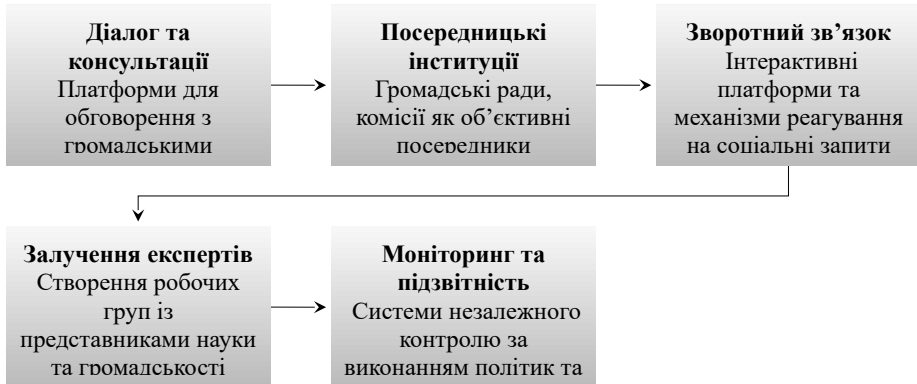 Діалог та
консультації
Платформи для
обговорення з
громадськими
Посередницькі
інституції
Громадські ради,
комісії як об’єктивні
посередники
Зворотний зв’язок
Інтерактивні
платформи та
механізми реагування
на соціальні запити
Залучення експертів
Створення робочих
груп із
представниками науки
та громадськості
Моніторинг та
підзвітність
Системи незалежного
контролю за
виконанням політик та